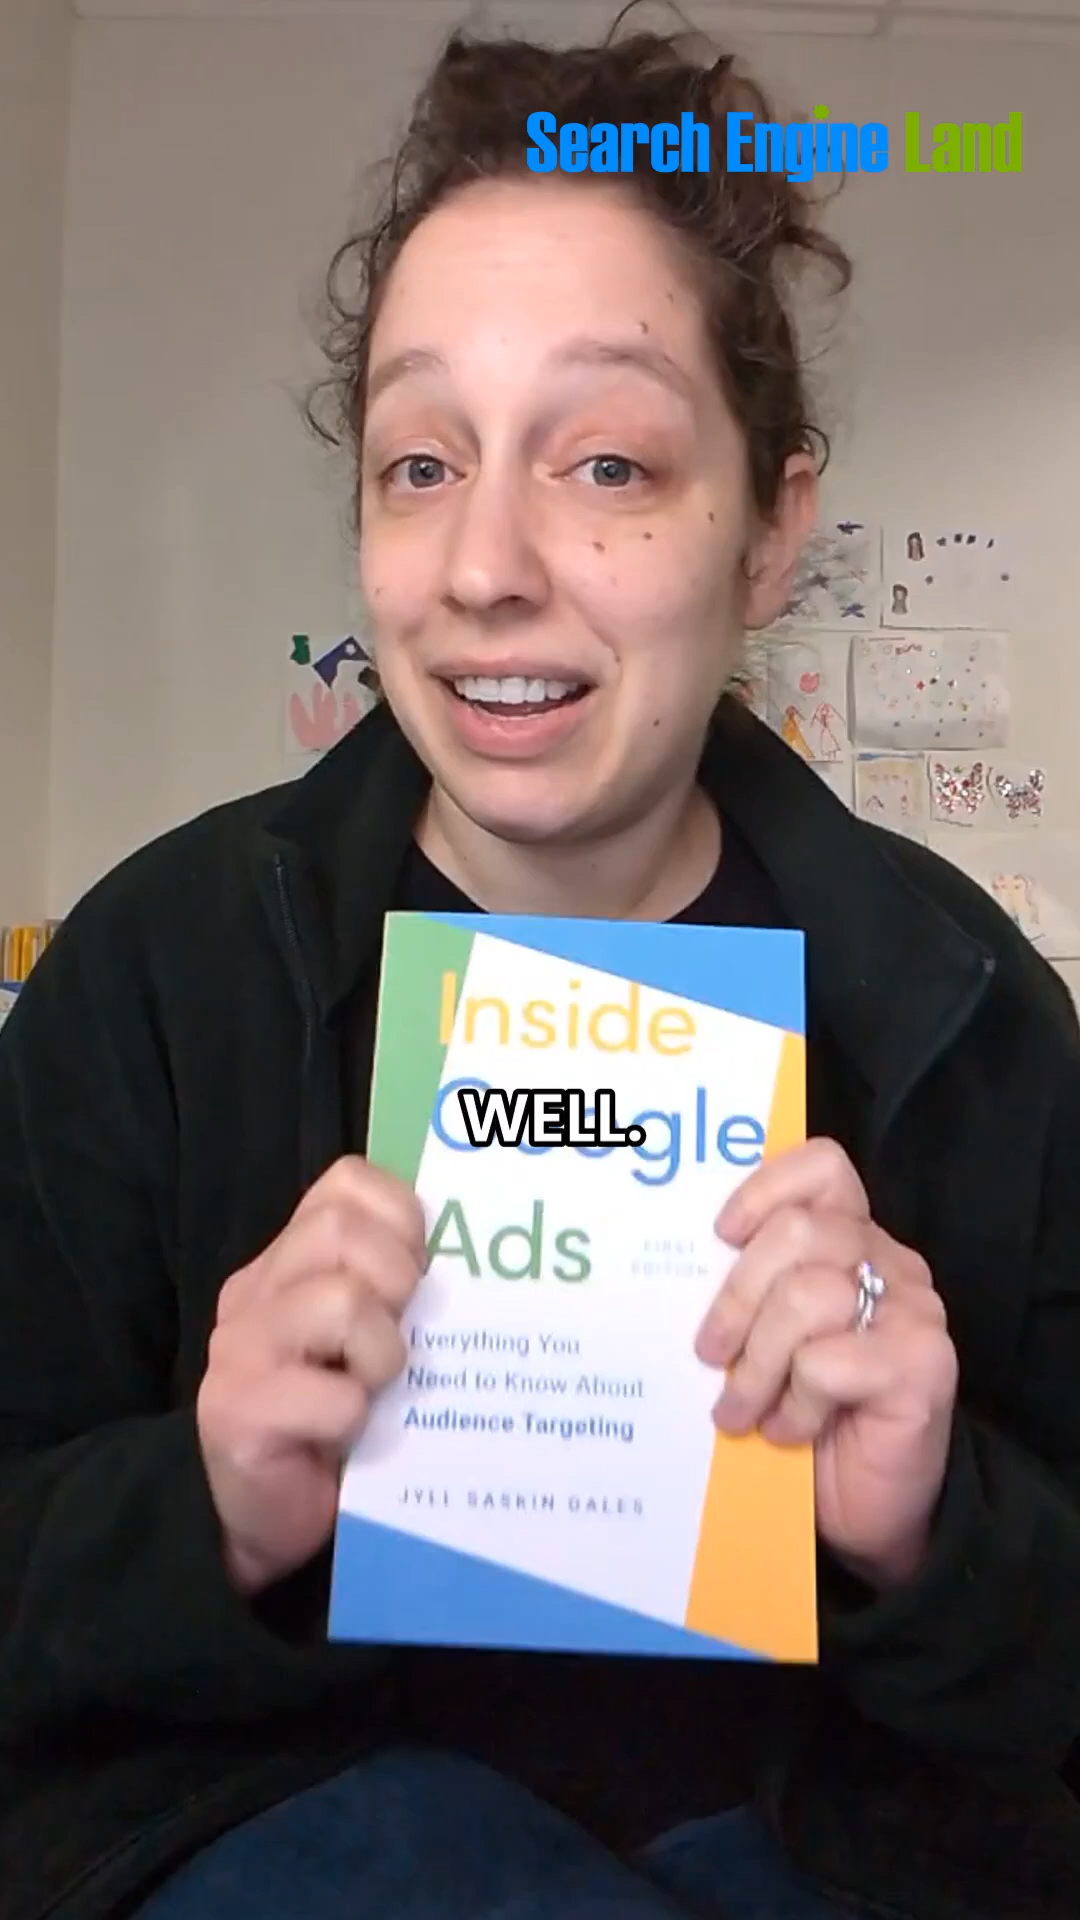 Search Engine Land
Inside
Google
WELL.
Ads
FIRST
EDITION
Everything You
Need to Know About
Audience Targeting
JYLL SASKIN GALES